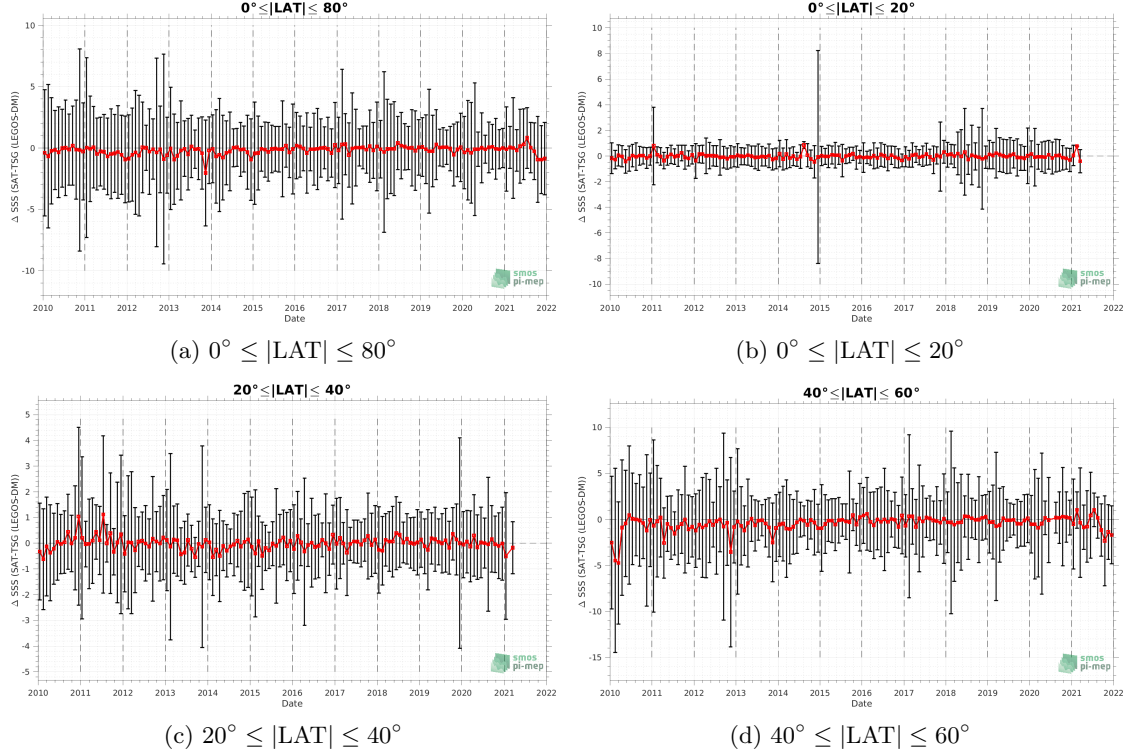 0°≤|LAT|≤ 80°
Δ SSS (SAT-TSG (LEGOS-DM))
10
5
0
-5
-10
2010 2011 2012 2013 2014 2015 2016 2017 2018 2019 2020 2021 2022
Date
smos
pi-mep
(a) 0° ≤ |LAT| ≤ 80°
0°≤|LAT|≤ 20°
Δ SSS (SAT-TSG (LEGOS-DM))
10
8
6
4
2
0
-2
-4
-6
-8
-10
2010 2011 2012 2013 2014 2015 2016 2017 2018 2019 2020 2021 2022
Date
smos
pi-mep
(b) 0° ≤ |LAT| ≤ 20°
20°≤|LAT|≤ 40°
Δ SSS (SAT-TSG (LEGOS-DM))
5
4
3
2
1
0
-1
-2
-3
-4
-5
2010 2011 2012 2013 2014 2015 2016 2017 2018 2019 2020 2021 2022
Date
smos
pi-mep
(c) 20° ≤ |LAT| ≤ 40°
40°≤|LAT|≤ 60°
Δ SSS (SAT-TSG (LEGOS-DM))
10
5
0
-5
-10
-15
2010 2011 2012 2013 2014 2015 2016 2017 2018 2019 2020 2021 2022
Date
smos
pi-mep
(d) 40° ≤ |LAT| ≤ 60°